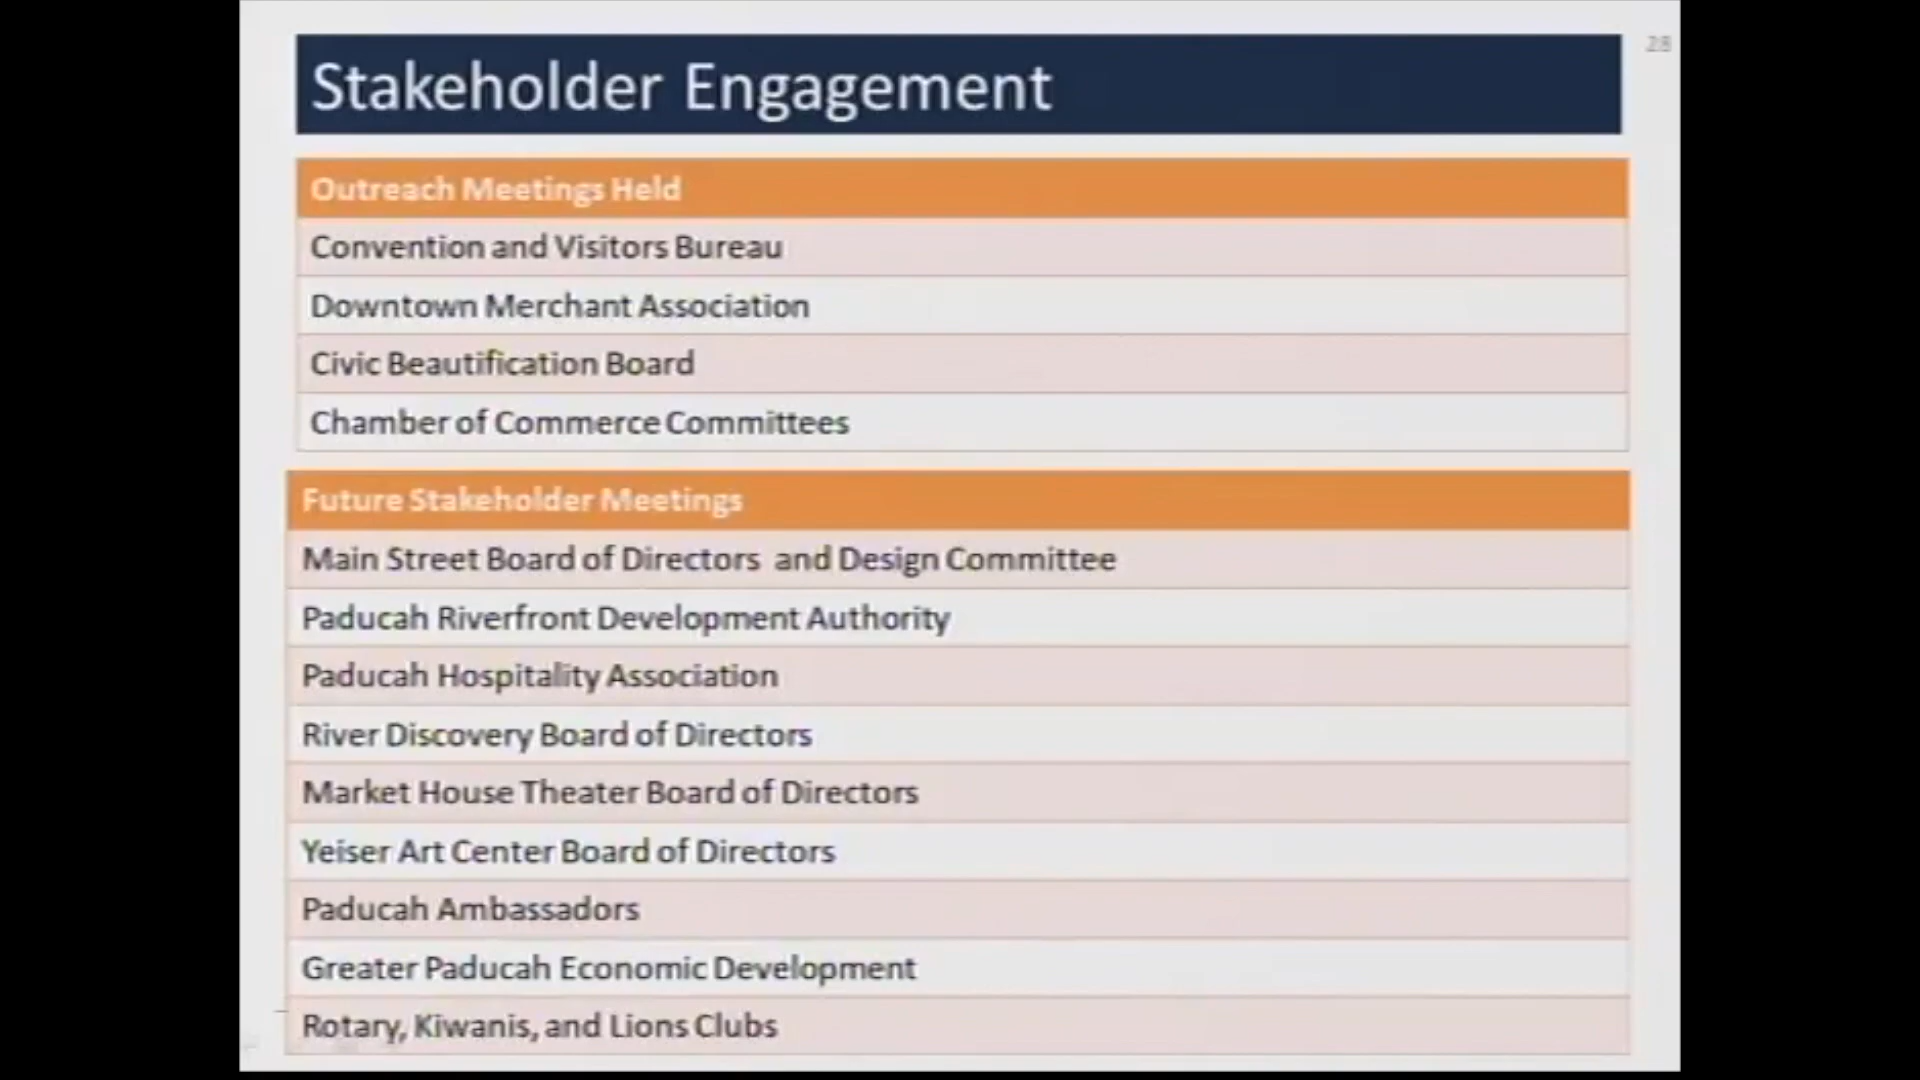 28
Stakeholder Engagement
Outreach Meetings Held
Convention and Visitors Bureau
Downtown Merchant Association
Civic Beautification Board
Chamber of Commerce Committees
Future Stakeholder Meetings
Main Street Board of Directors and Design Committee
Paducah Riverfront Development Authority
Paducah Hospitality Association
River Discovery Board of Directors
Market House Theater Board of Directors
Yeiser Art Center Board of Directors
Paducah Ambassadors
Greater Paducah Economic Development
Rotary, Kiwanis, and Lions Clubs